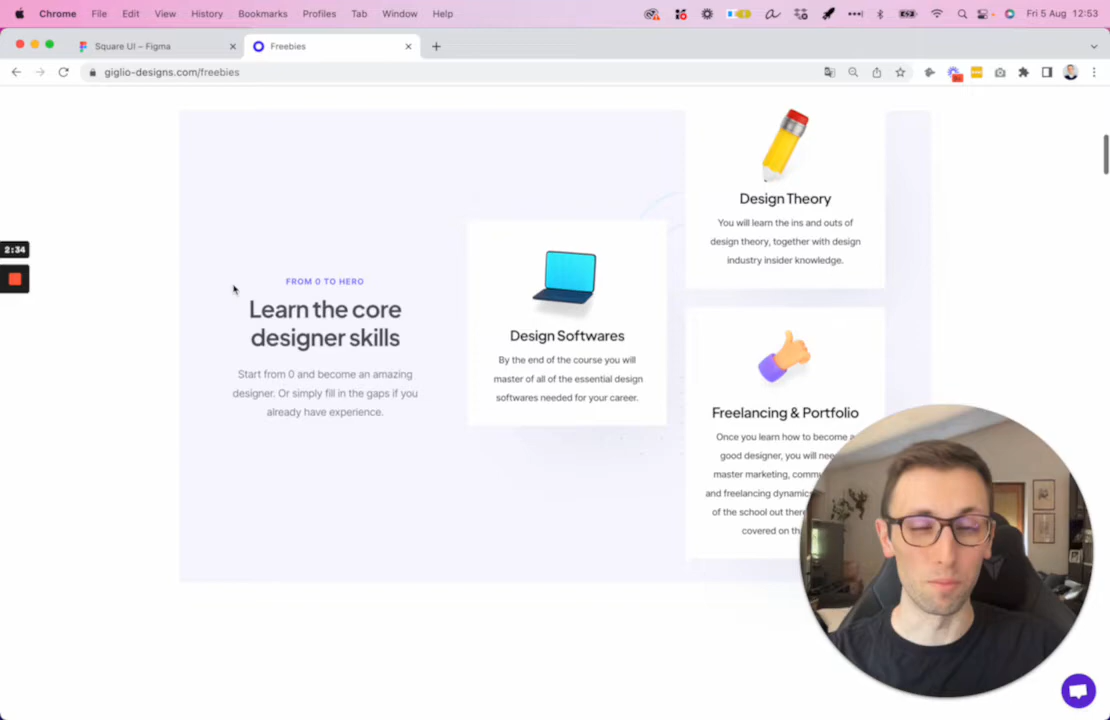 Chrome File Edit View History Bookmarks Profiles Tab Window Help Fri 5 Aug 12:53
Square UI – Figma
Freebies
giglio-designs.com/freebies
2:34
FROM 0 TO HERO
Learn the core
designer skills
Start from 0 and become an amazing
designer. Or simply fill in the gaps if you
already have experience.
Design Softwares
By the end of the course you will
master of all of the essential design
softwares needed for your career.
Design Theory
You will learn the ins and outs of
design theory, together with design
industry insider knowledge.
Freelancing & Portfolio
Once you learn how to become a
good designer, you will
master marketing,
and freelancing
of the school out
covered on